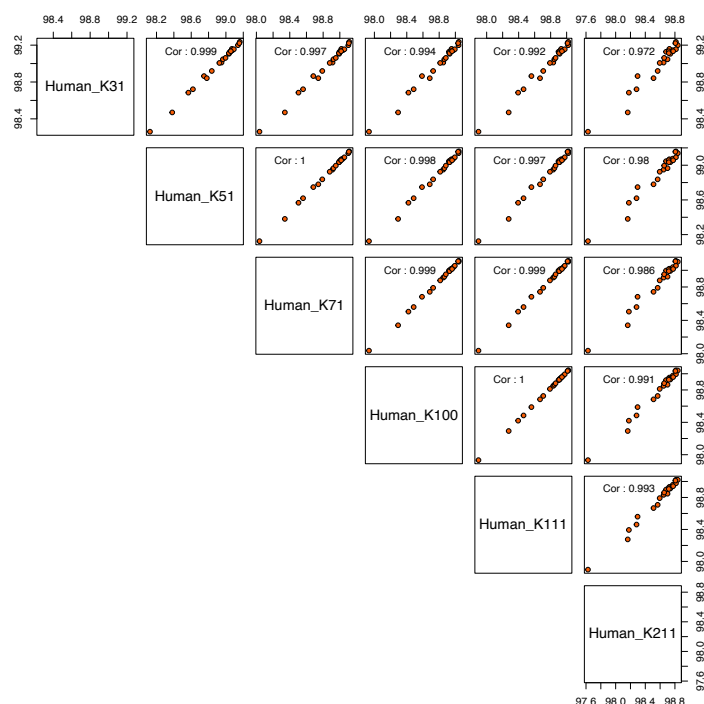 98.4 98.8 99.2 98.2 98.6 99.0 98.0 98.4 98.8 98.0 98.4 98.8 98.0 98.4 98.8 97.6 98.0 98.4 98.8
98.4 98.8 99.2
Human_K31
Cor : 0.999
Cor : 0.997
Cor : 0.994
Cor : 0.992
Cor : 0.972
98.4 98.8 99.2
Human_K51
Cor : 1
Cor : 0.998
Cor : 0.997
Cor : 0.98
98.2 98.6 99.0
Human_K71
Cor : 0.999
Cor : 0.999
Cor : 0.986
98.0 98.4 98.8
Human_K100
Cor : 1
Cor : 0.991
98.0 98.4 98.8
Human_K111
Cor : 0.993
98.0 98.4 98.8
Human_K211
97.6 98.0 98.4 98.8
97.6 98.0 98.4 98.8